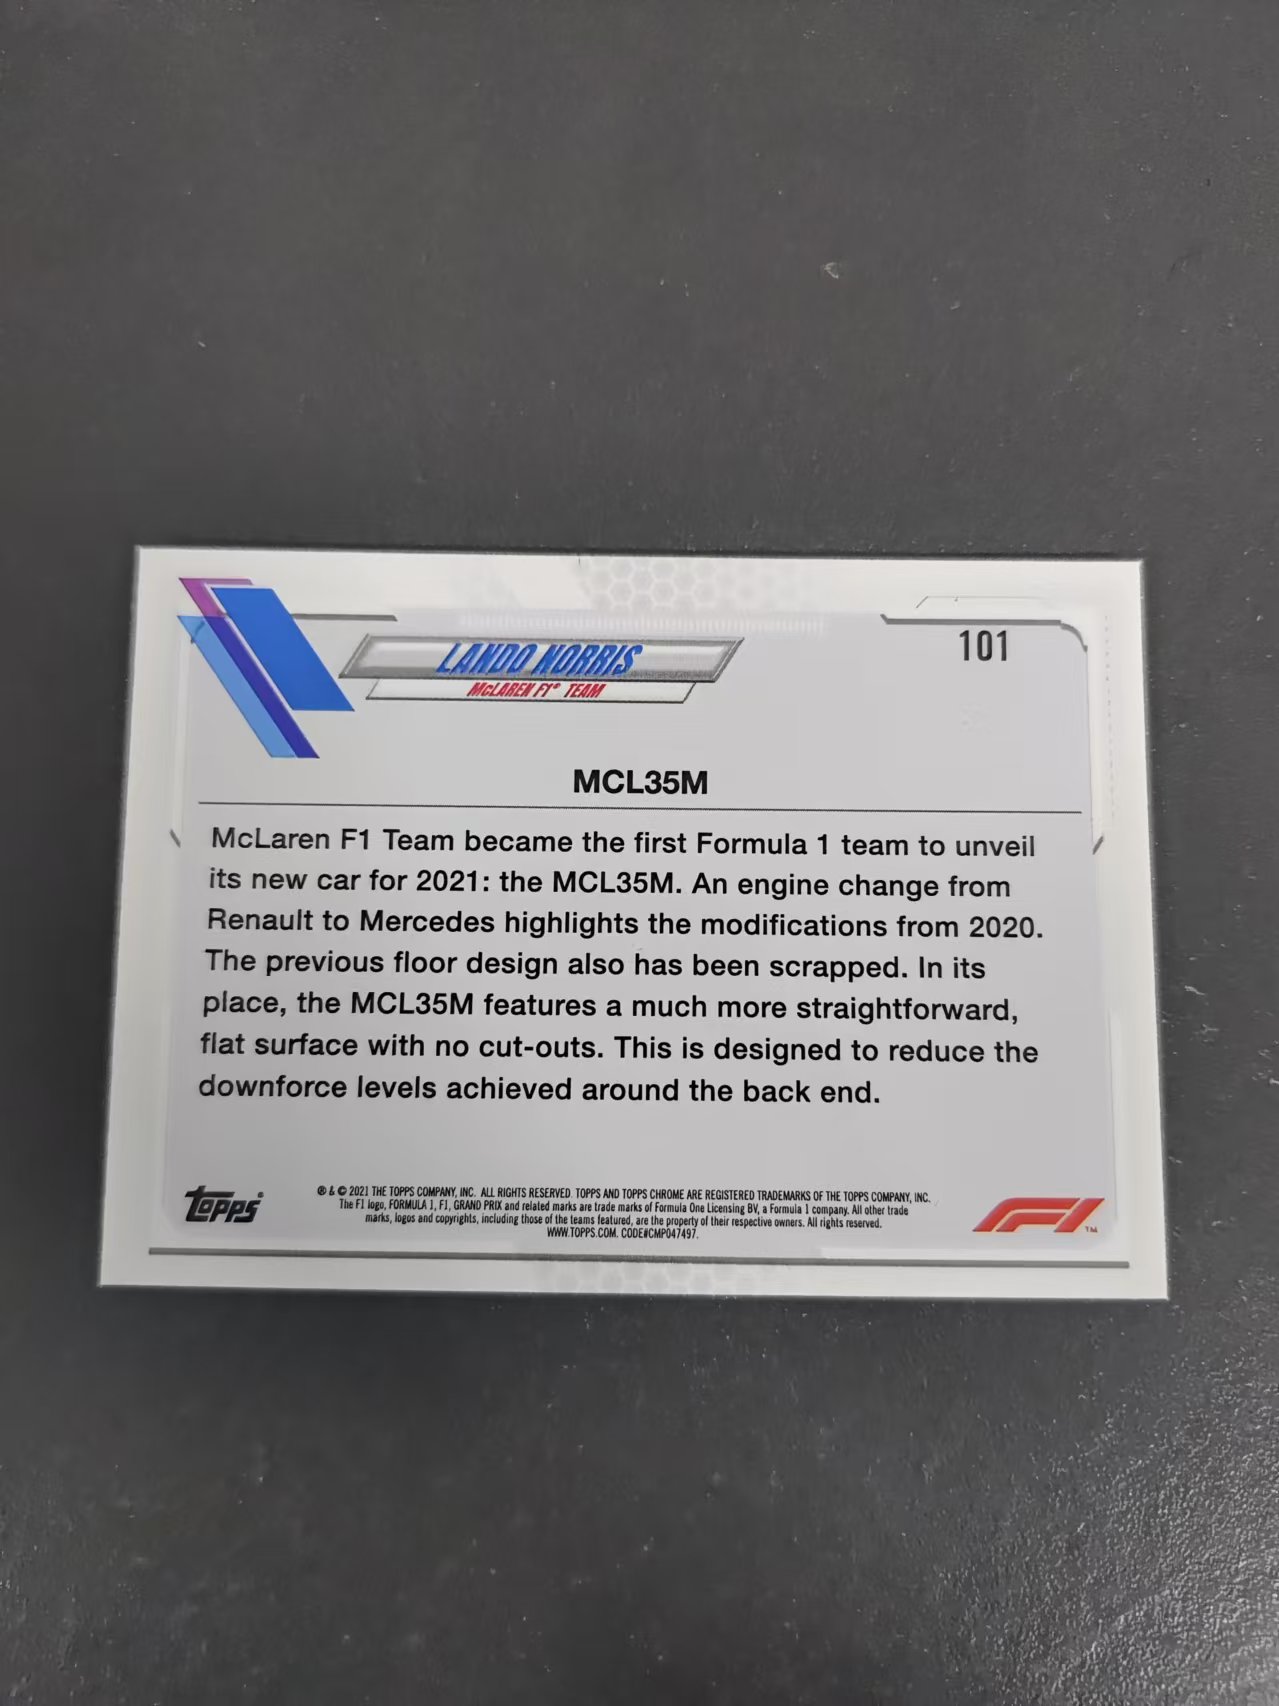 LANDO NORRIS
McLAREN F1® TEAM
101
MCL35M
McLaren F1 Team became the first Formula 1 team to unveil
its new car for 2021: the MCL35M. An engine change from
Renault to Mercedes highlights the modifications from 2020.
The previous floor design also has been scrapped. In its
place, the MCL35M features a much more straightforward,
flat surface with no cut-outs. This is designed to reduce the
downforce levels achieved around the back end.
topps®
® & © 2021 THE TOPPS COMPANY, INC. ALL RIGHTS RESERVED. TOPPS AND TOPPS CHROME ARE REGISTERED TRADEMARKS OF THE TOPPS COMPANY, INC.
The F1 logo, FORMULA 1, F1, GRAND PRIX and related marks are trade marks of Formula One Licensing BV, a Formula 1 company. All other trade
marks, logos and copyrights, including those of the teams featured, are the property of their respective owners. All rights reserved.
WWW.TOPPS.COM. CODE#CMP047497.
F1™